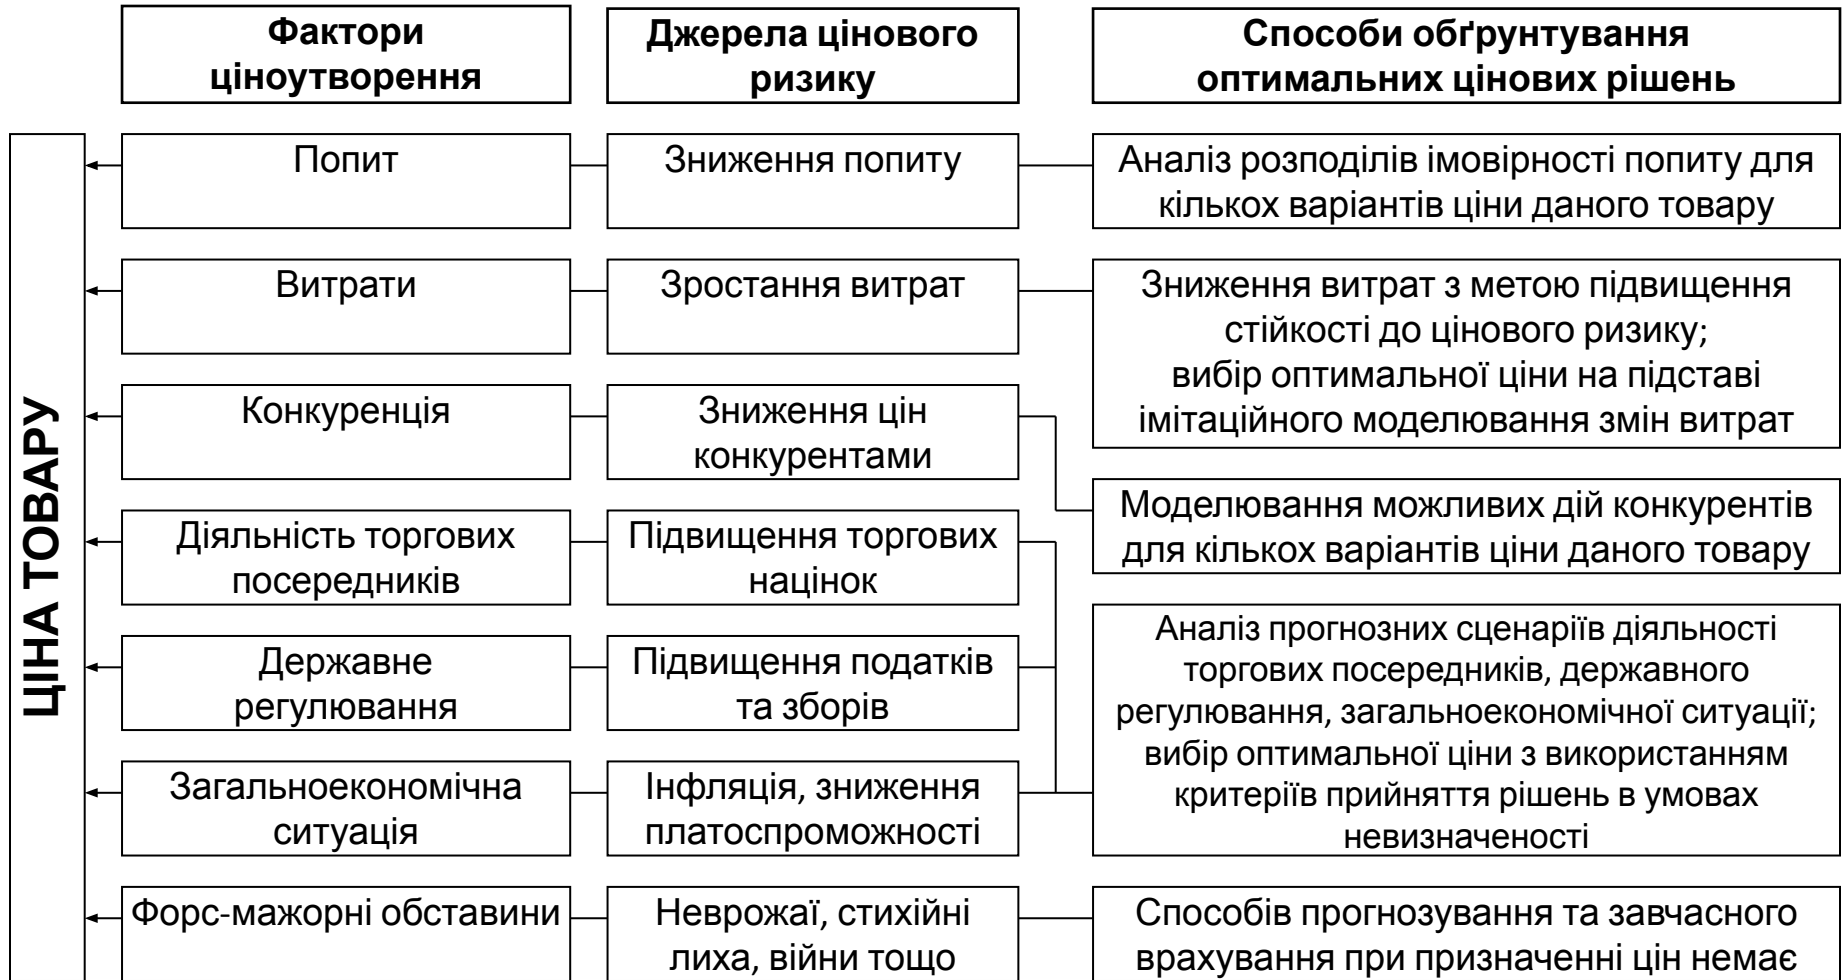 Фактори
ціноутворення
Джерела цінового
ризику
Способи обґрунтування
оптимальних цінових рішень
ЦІНА ТОВАРУ
Попит
Зниження попиту
Аналіз розподілів імовірності попиту для
кількох варіантів ціни даного товару
Витрати
Зростання витрат
Зниження витрат з метою підвищення
стійкості до цінового ризику;
вибір оптимальної ціни на підставі
імітаційного моделювання змін витрат
Конкуренція
Зниження цін
конкурентами
Моделювання можливих дій конкурентів
для кількох варіантів ціни даного товару
Діяльність торгових
посередників
Підвищення торгових
націнок
Державне
регулювання
Підвищення податків
та зборів
Аналіз прогнозних сценаріїв діяльності
торгових посередників, державного
регулювання, загальноекономічної ситуації;
вибір оптимальної ціни з використанням
критеріїв прийняття рішень в умовах
невизначеності
Загальноекономічна
ситуація
Інфляція, зниження
платоспроможності
Форс-мажорні обставини
Неврожаї, стихійні
лиха, війни тощо
Способів прогнозування та завчасного
врахування при призначенні цін немає